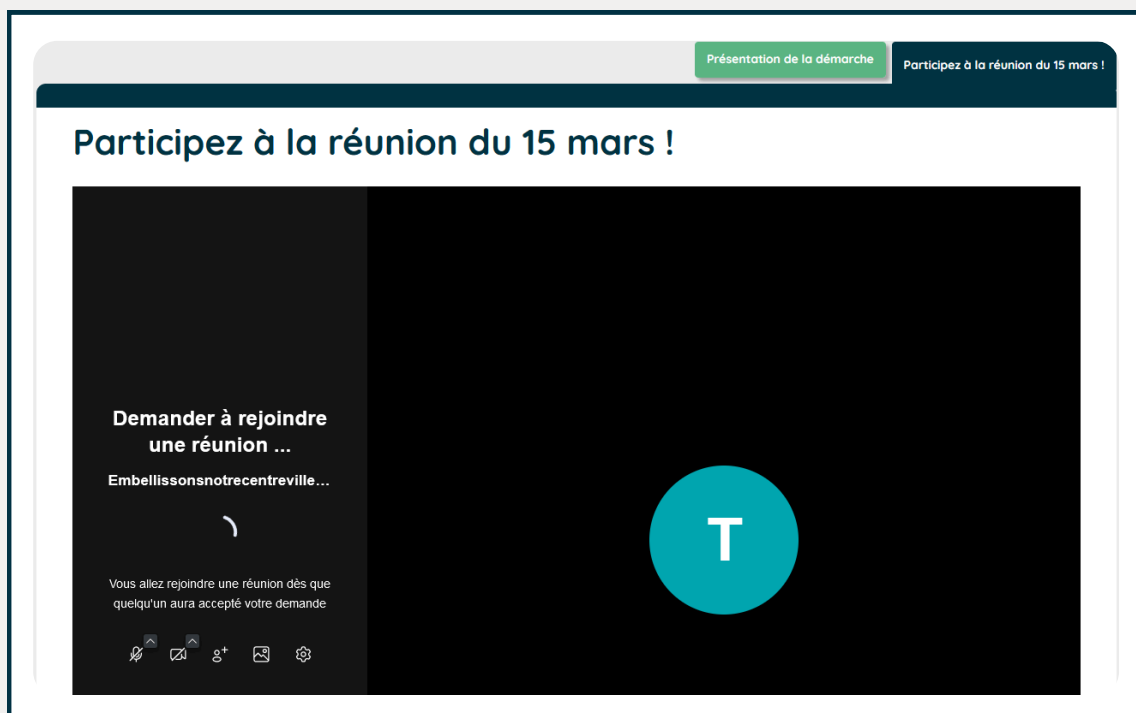 Présentation de la démarche
Participez à la réunion du 15 mars !
Participez à la réunion du 15 mars !
Demander à rejoindre
une réunion ...
Embellissonsnotrecentreville...
Vous allez rejoindre une réunion dès que
quelqu'un aura accepté votre demande
T